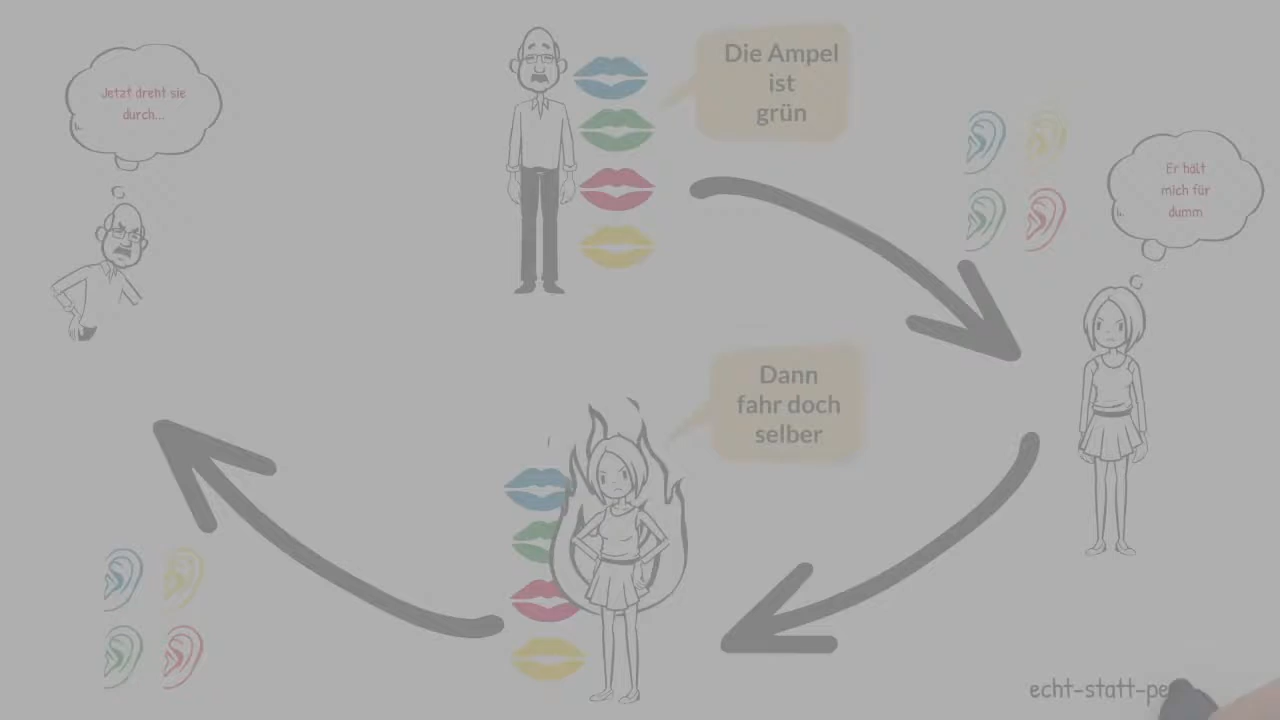 Jetzt dreht sie
durch...
Die Ampel
ist
grün
Er hält
mich für
dumm
Dann
fahr doch
selber
echt-statt-pe